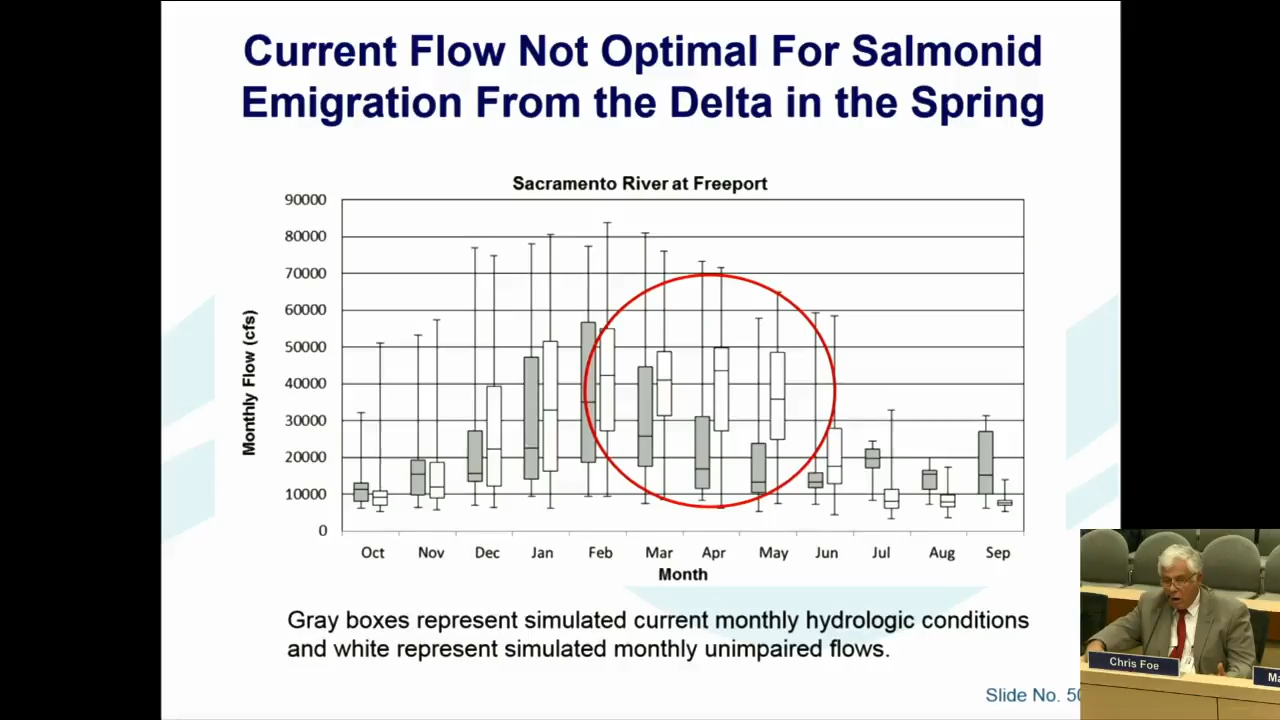 Current Flow Not Optimal For Salmonid
Emigration From the Delta in the Spring
Sacramento River at Freeport
90000
80000
70000
60000
50000
40000
30000
20000
10000
0
Monthly Flow (cfs)
Oct Nov Dec Jan Feb Mar Apr May Jun Jul Aug Sep
Month
Gray boxes represent simulated current monthly hydrologic conditions
and white represent simulated monthly unimpaired flows.
Slide No.
Chris Foe